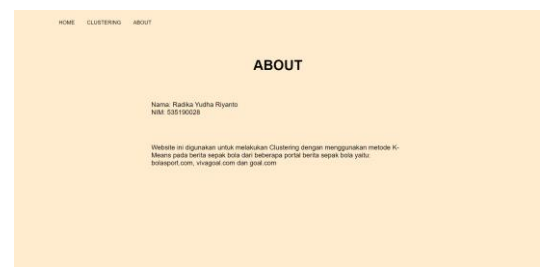 HOME CLUSTERING ABOUT
ABOUT
Nama: Radika Yudha Riyanto
NIM: 535190028
Website ini digunakan untuk melakukan Clustering dengan menggunakan metode K-
Means pada berita sepak bola dari beberapa portal berita sepak bola yaitu:
bolasport.com, vivagoal.com dan goal.com